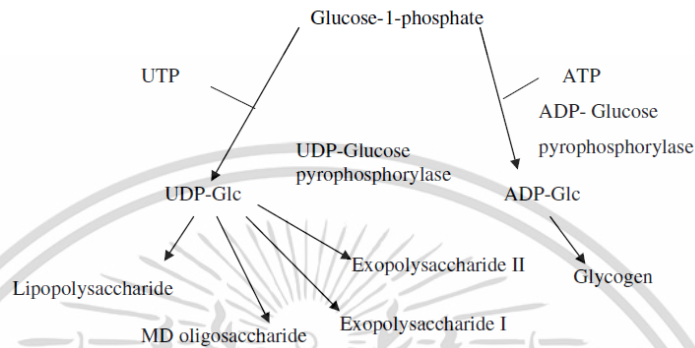 Glucose-1-phosphate
UTP
ATP
ADP- Glucose
pyrophosphorylase
UDP-Glucose
pyrophosphorylase
UDP-Glc
ADP-Glc
Exopolysaccharide II
Glycogen
Lipopolysaccharide
Exopolysaccharide I
MD oligosaccharide